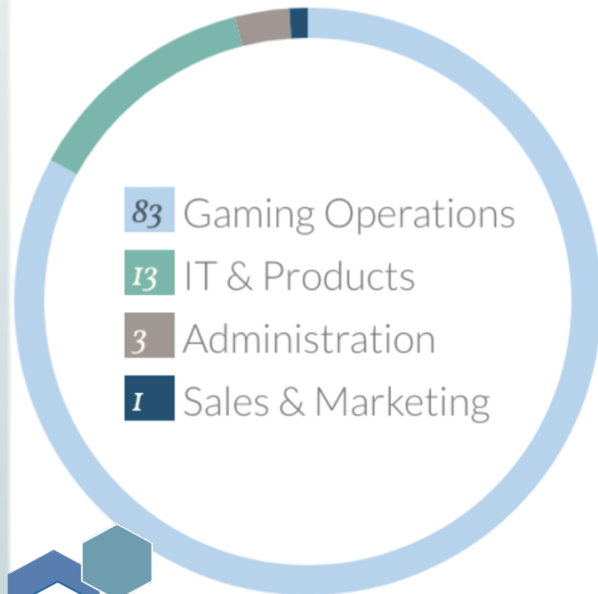 83 Gaming Operations
13 IT & Products
3 Administration
1 Sales & Marketing